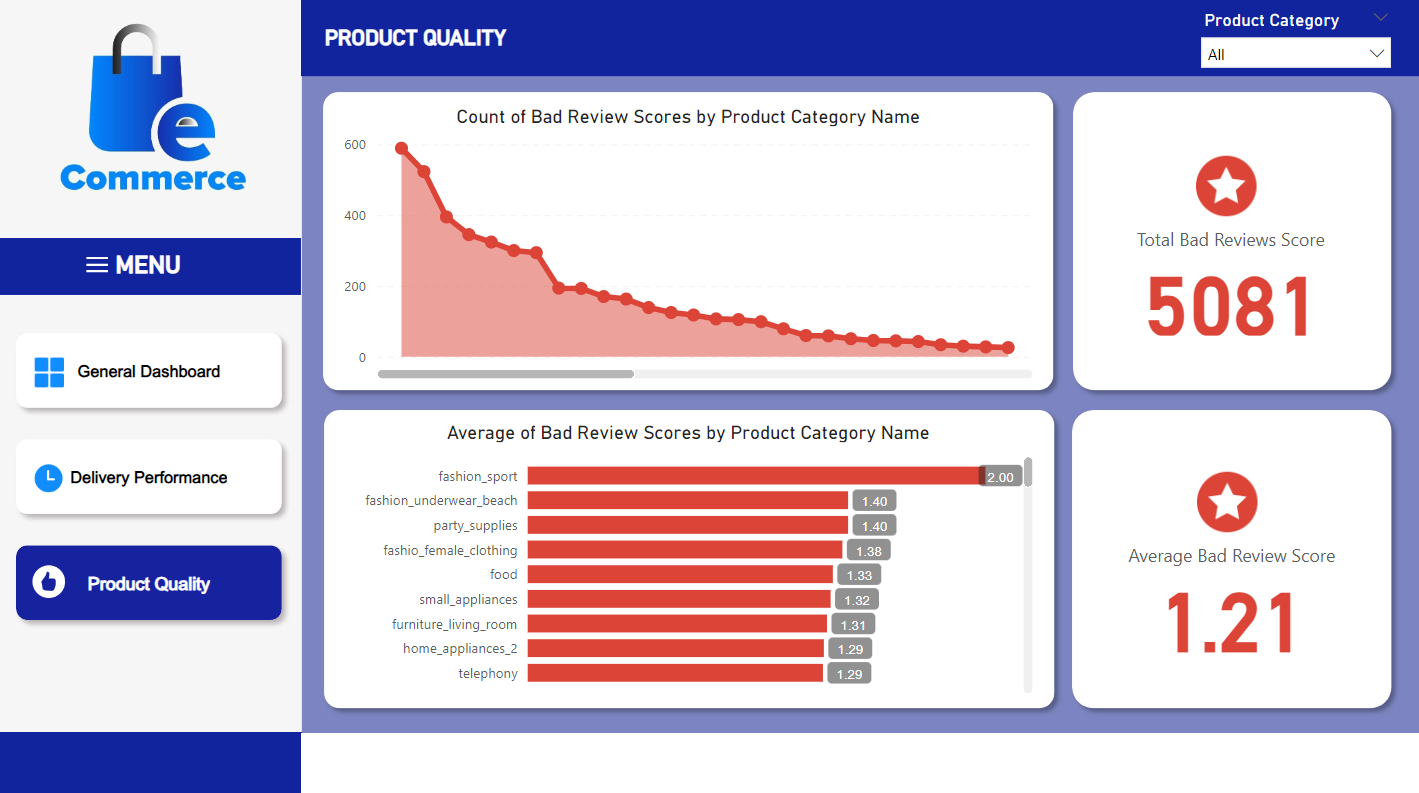 e
Commerce
MENU
General Dashboard
Delivery Performance
Product Quality
PRODUCT QUALITY
Product Category
All
Count of Bad Review Scores by Product Category Name
600
400
200
0
Total Bad Reviews Score
5081
Average of Bad Review Scores by Product Category Name
fashion_sport 2.00
fashion_underwear_beach 1.40
party_supplies 1.40
fashio_female_clothing 1.38
food 1.33
small_appliances 1.32
furniture_living_room 1.31
home_appliances_2 1.29
telephony 1.29
Average Bad Review Score
1.21